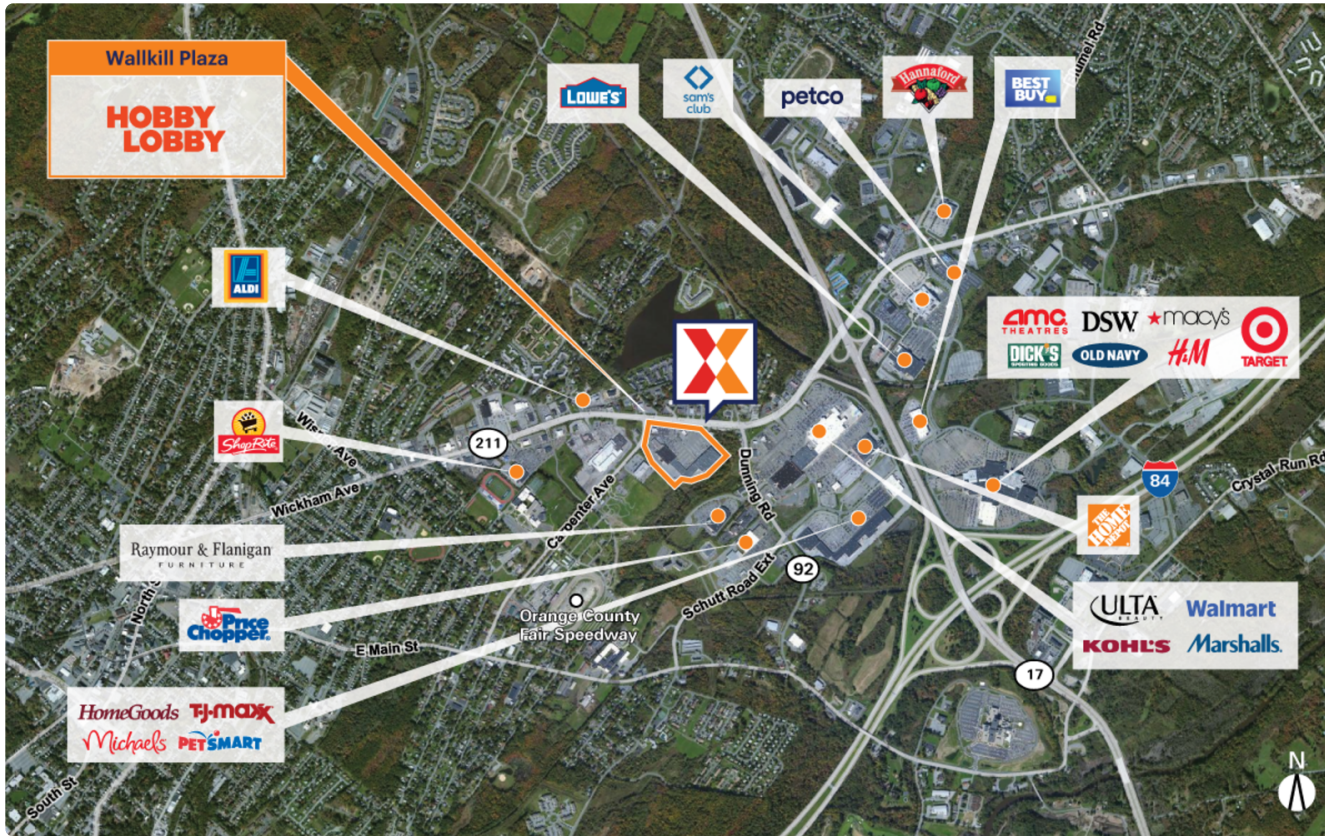 Wallkill Plaza
HOBBY
LOBBY
LOWE'S
sam's
club
petco
Hannaford
BEST
BUY
ALDI
amc
THEATRES
DSW
macy's
DICK'S
SPORTING GOODS
OLD NAVY
H&M
TARGET
ShopRite
211
Wickham Ave
Carpenter Ave
Dunning Rd
84
Crystal Run Rd
Raymour & Flanigan
FURNITURE
THE
HOME
DEPOT
92
Schutt Road Ext
Orange County
Fair Speedway
Price
Chopper
E Main St
ULTA
BEAUTY
Walmart
KOHL'S
Marshalls.
17
HomeGoods
T.J.maxx
Michaels
PETSMART
South St
N